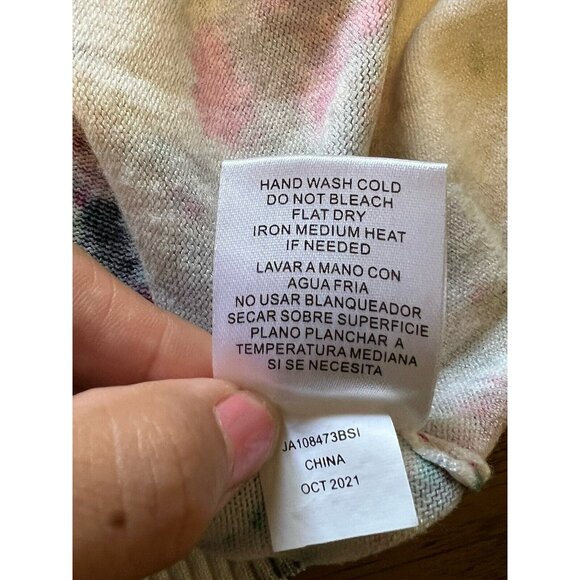 HAND WASH COLD
DO NOT BLEACH
FLAT DRY
IRON MEDIUM HEAT
IF NEEDED
LAVAR A MANO CON
AGUA FRIA
NO USAR BLANQUEADOR
SECAR SOBRE SUPERFICIE
PLANO PLANCHAR A
TEMPERATURA MEDIANA
SI SE NECESITA
JA108473BSI
CHINA
OCT 2021